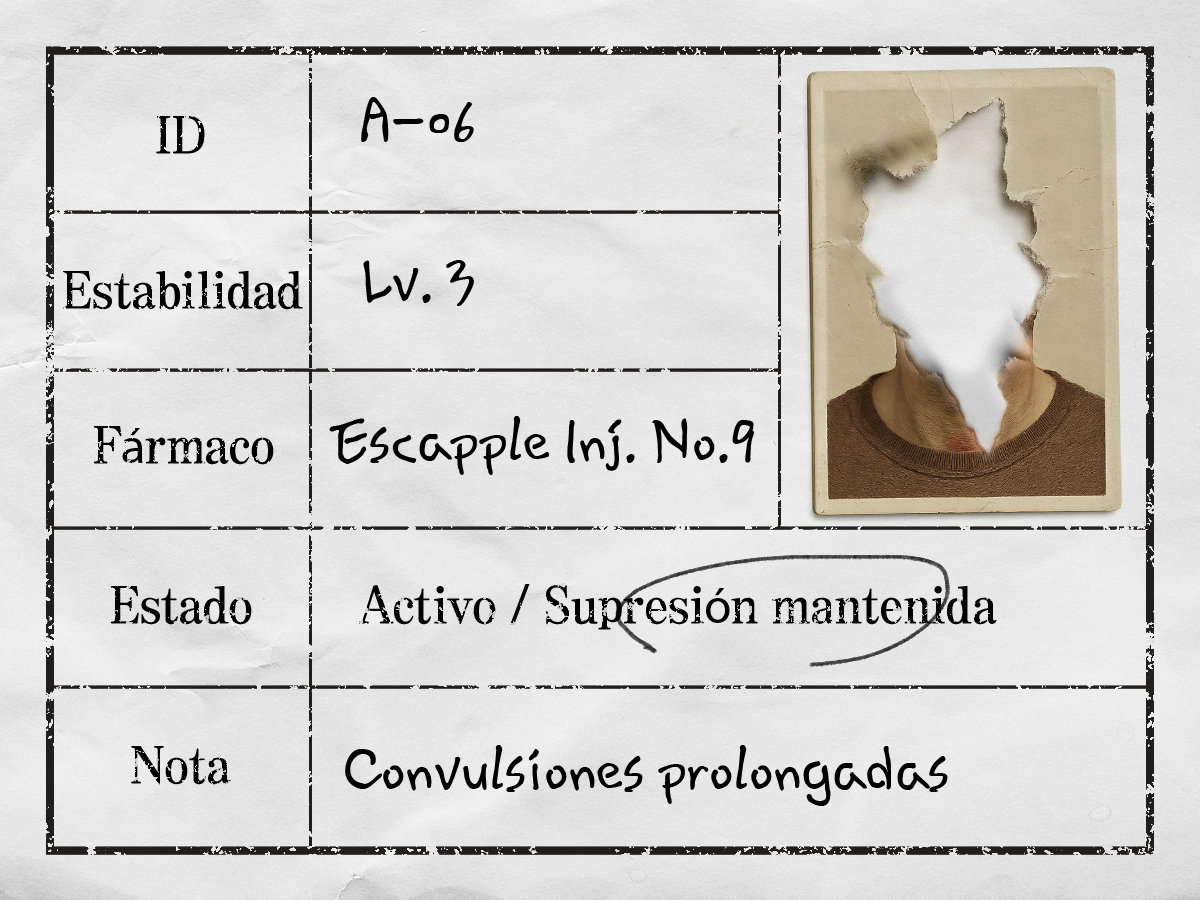 ID A-06
Estabilidad Lv. 3
Fármaco Escapple Inj. No.9
Estado Activo / Supresión mantenida
Nota Convulsiones prolongadas